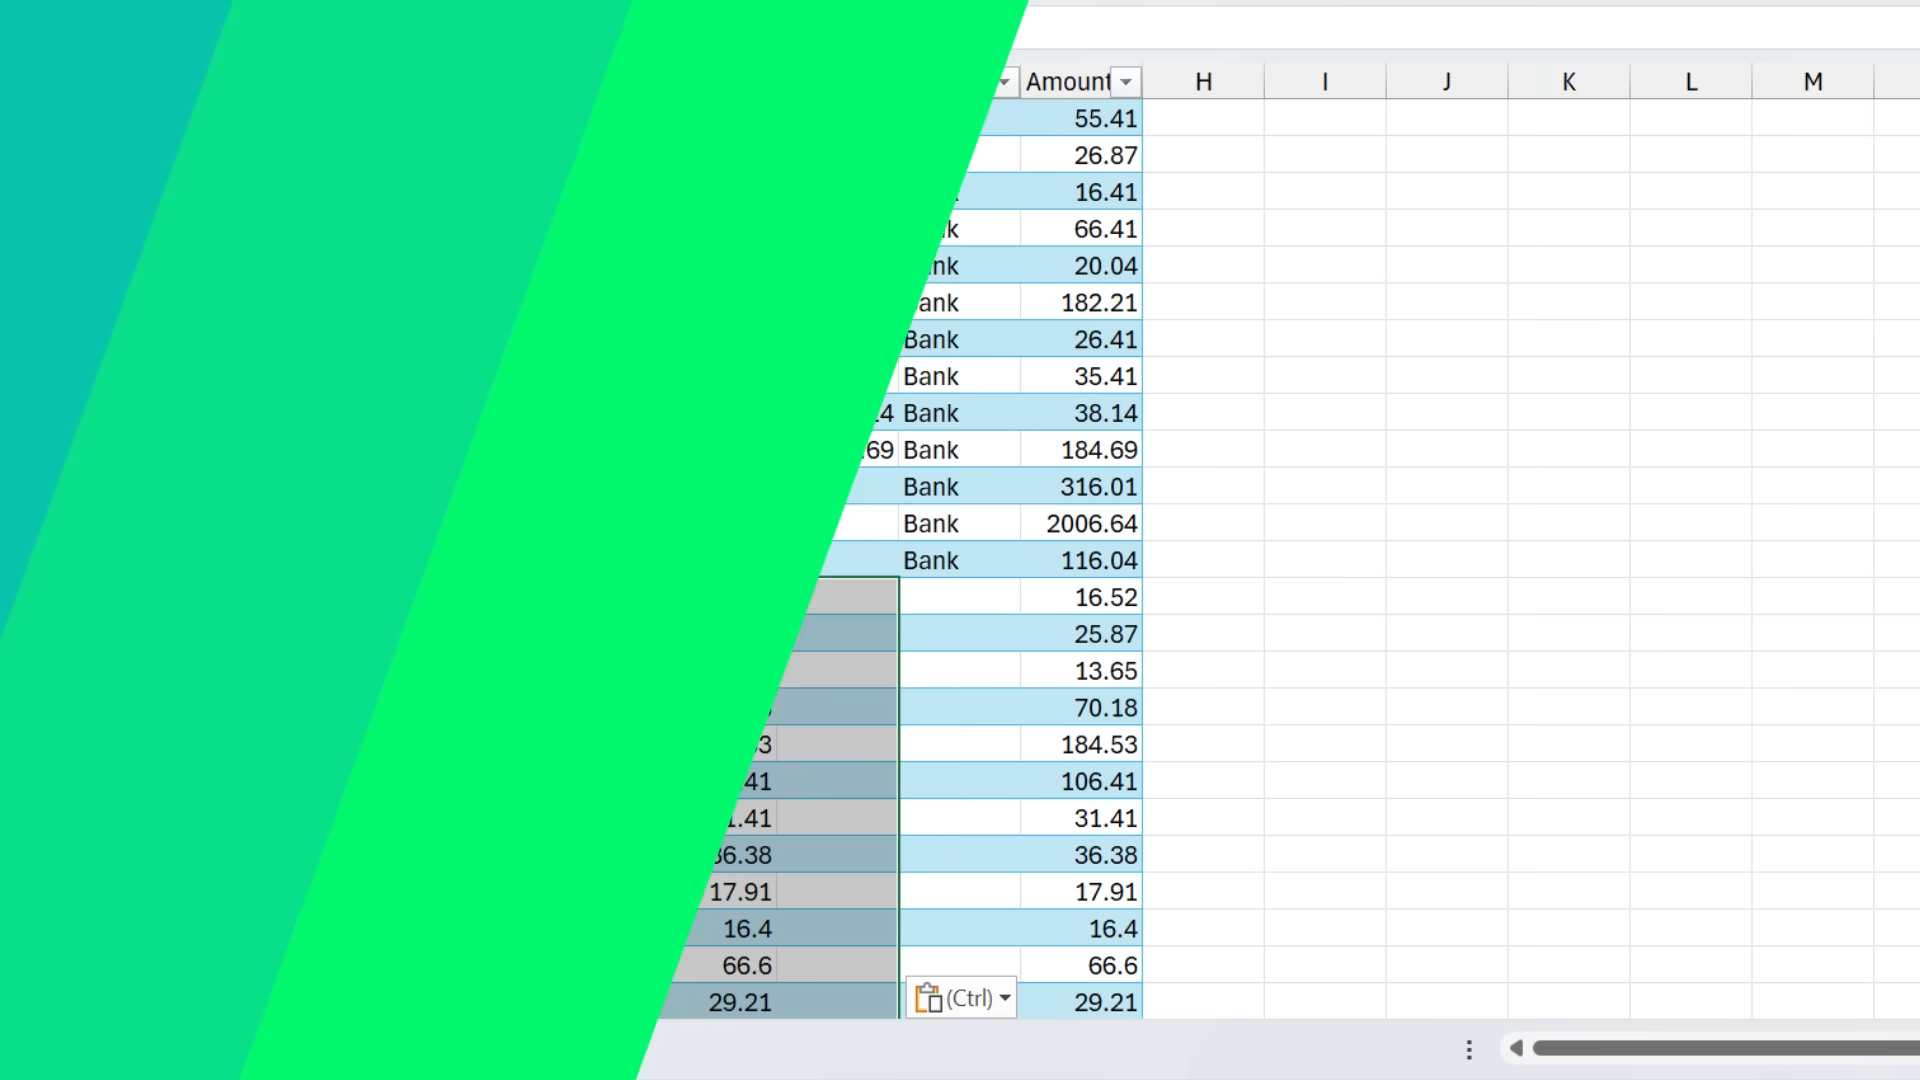 Amount H I J K L M
55.41
26.87
16.41
66.41
20.04
182.21
Bank 26.41
Bank 35.41
Bank 38.14
Bank 184.69
Bank 316.01
Bank 2006.64
Bank 116.04
16.52
25.87
13.65
70.18
184.53
106.41
31.41
36.38
17.91 17.91
16.4 16.4
66.6 66.6
29.21 (Ctrl) 29.21